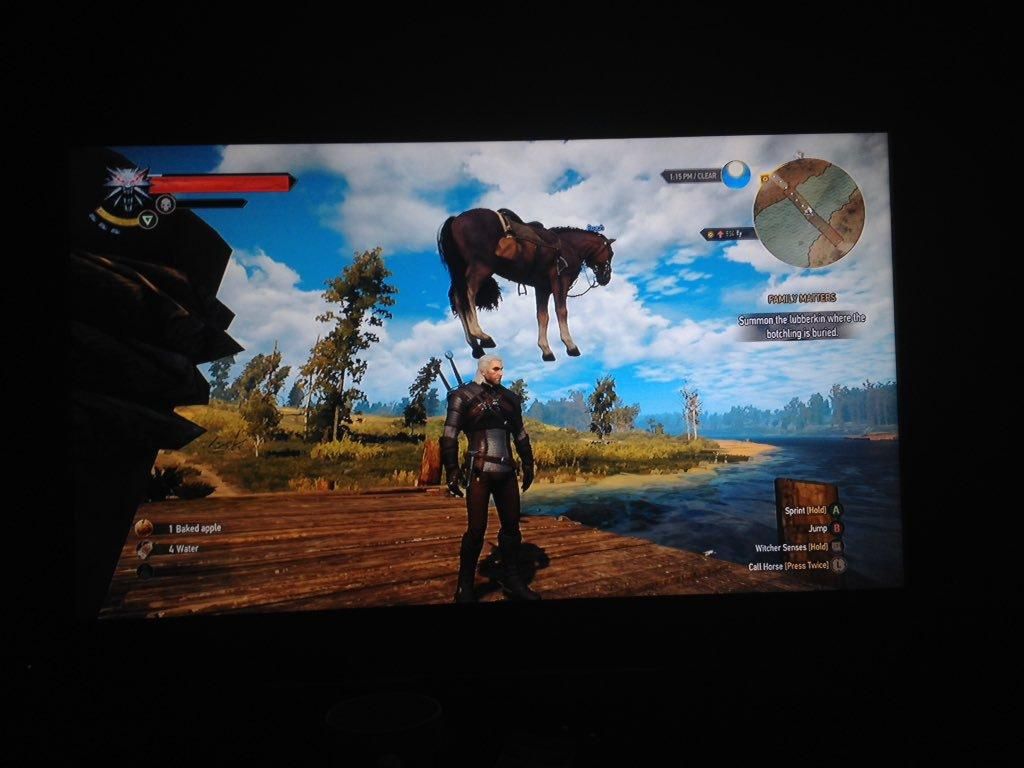 1:15 PM / CLEAR
Roach
FAMILY MATTERS
Summon the lubberkin where the
botchling is buried.
1 Baked apple
4 Water
Sprint [Hold] A
Jump B
Witcher Senses [Hold]
Call Horse [Press Twice] L